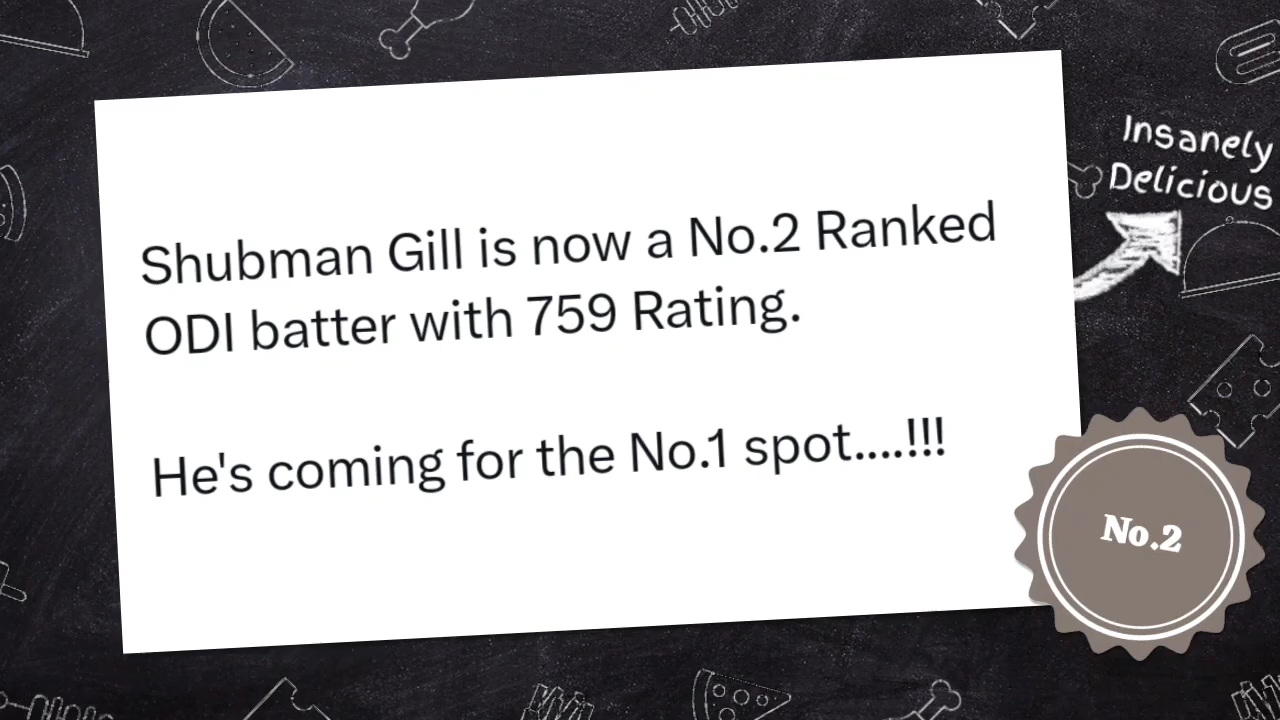 Insanely
Delicious
Shubman Gill is now a No.2 Ranked
ODI batter with 759 Rating.
He's coming for the No.1 spot....!!!
No.2